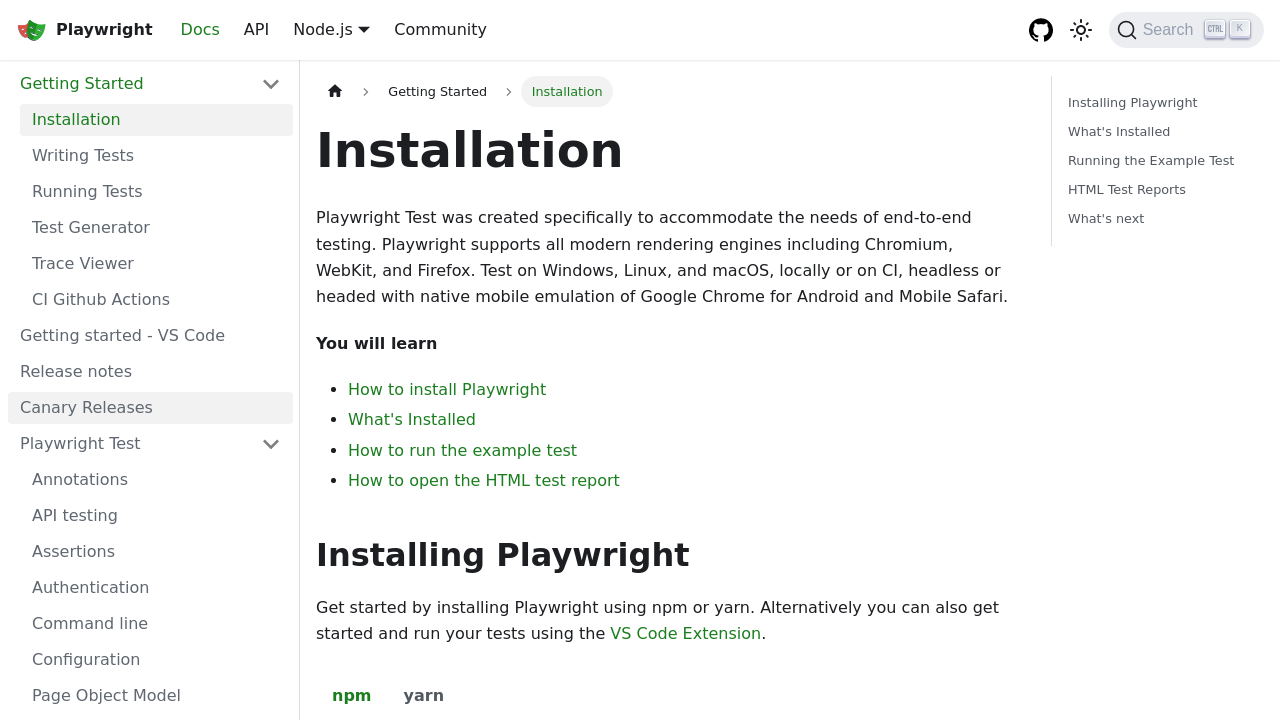 Playwright
Docs
API
Node.js
Community
Search
CTRL
K
Getting Started
Installation
Writing Tests
Running Tests
Test Generator
Trace Viewer
CI Github Actions
Getting started - VS Code
Release notes
Canary Releases
Playwright Test
Annotations
API testing
Assertions
Authentication
Command line
Configuration
Page Object Model
Getting Started
Installation
Installation
Playwright Test was created specifically to accommodate the needs of end-to-end
testing. Playwright supports all modern rendering engines including Chromium,
WebKit, and Firefox. Test on Windows, Linux, and macOS, locally or on CI, headless or
headed with native mobile emulation of Google Chrome for Android and Mobile Safari.
You will learn
How to install Playwright
What's Installed
How to run the example test
How to open the HTML test report
Installing Playwright
Get started by installing Playwright using npm or yarn. Alternatively you can also get
started and run your tests using the VS Code Extension.
npm
yarn
Installing Playwright
What's Installed
Running the Example Test
HTML Test Reports
What's next